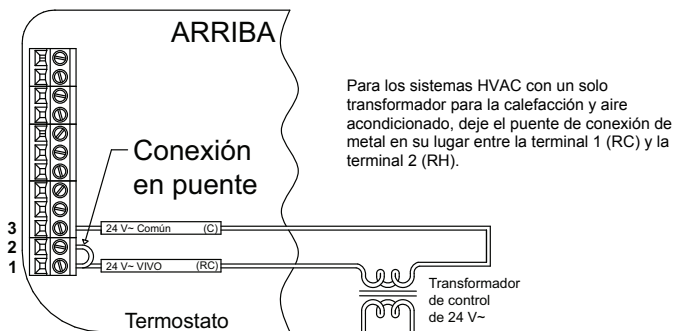 ARRIBA
Para los sistemas HVAC con un solo
transformador para la calefacción y aire
acondicionado, deje el puente de conexión de
metal en su lugar entre la terminal 1 (RC) y la
terminal 2 (RH).
Conexión
en puente
3 24 V~ Común (C)
2
1 24 V~ VIVO (RC)
Transformador
de control
de 24 V~
Termostato